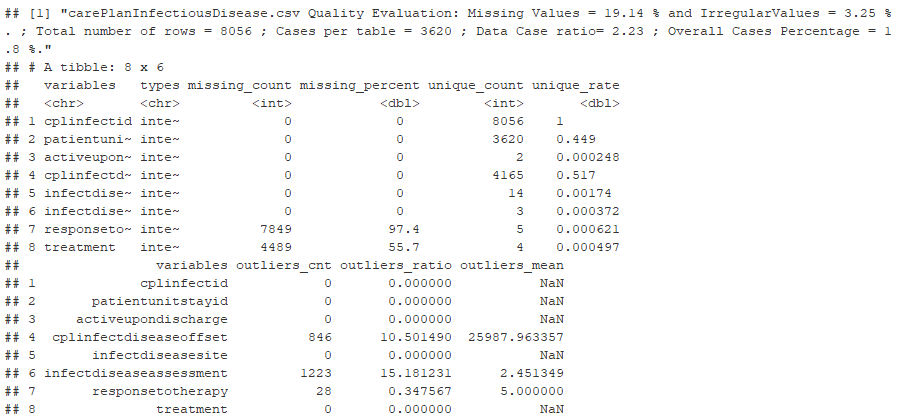 ## [1] "carePlanInfectiousDisease.csv Quality Evaluation: Missing Values = 19.14 % and IrregularValues = 3.25 %
. ; Total number of rows = 8056 ; Cases per table = 3620 ; Data Case ratio= 2.23 ; Overall Cases Percentage = 1
.8 %."
## # A tibble: 8 x 6
##   variables   types missing_count missing_percent unique_count unique_rate
##   <chr>       <chr>         <int>           <dbl>        <int>       <dbl>
## 1 cplinfectid inte~             0             0           8056    1
## 2 patientuni~ inte~             0             0           3620    0.449
## 3 activeupon~ inte~             0             0              2    0.000248
## 4 cplinfectd~ inte~             0             0           4165    0.517
## 5 infectdise~ inte~             0             0             14    0.00174
## 6 infectdise~ inte~             0             0              3    0.000372
## 7 responseto~ inte~          7849            97.4            5    0.000621
## 8 treatment   inte~          4489            55.7            4    0.000497
##                 variables outliers_cnt outliers_ratio outliers_mean
## 1             cplinfectid            0       0.000000           NaN
## 2       patientunitstayid            0       0.000000           NaN
## 3     activeupondischarge            0       0.000000           NaN
## 4  cplinfectdiseaseoffset          846      10.501490  25987.963357
## 5       infectdiseasesite            0       0.000000           NaN
## 6 infectdiseaseassessment         1223      15.181231      2.451349
## 7       responsetotherapy           28       0.347567      5.000000
## 8               treatment            0       0.000000           NaN